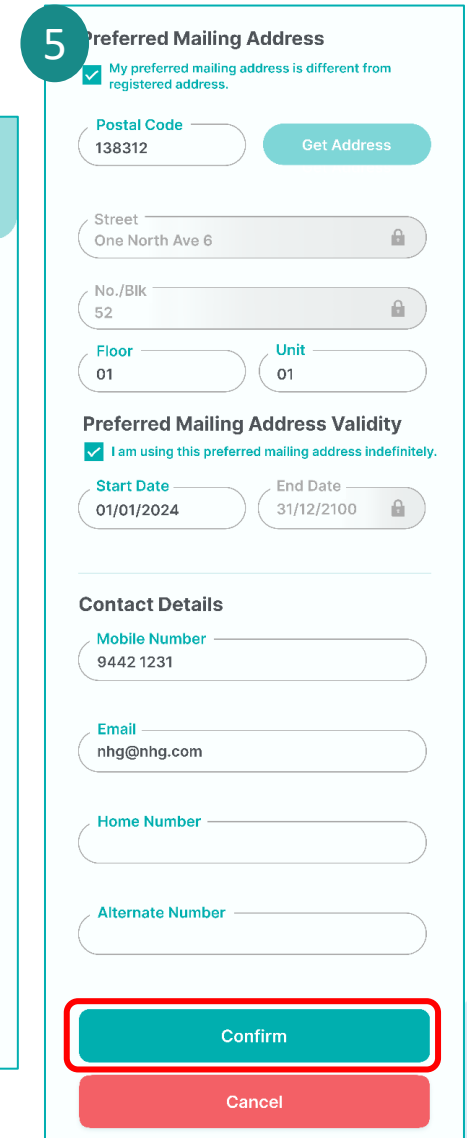 5
Preferred Mailing Address
My preferred mailing address is different from
registered address.
Postal Code
138312
Get Address
Street
One North Ave 6
No./Blk
52
Floor
01
Unit
01
Preferred Mailing Address Validity
I am using this preferred mailing address indefinitely.
Start Date
01/01/2024
End Date
31/12/2100
Contact Details
Mobile Number
9442 1231
Email
nhg@nhg.com
Home Number
Alternate Number
Confirm
Cancel